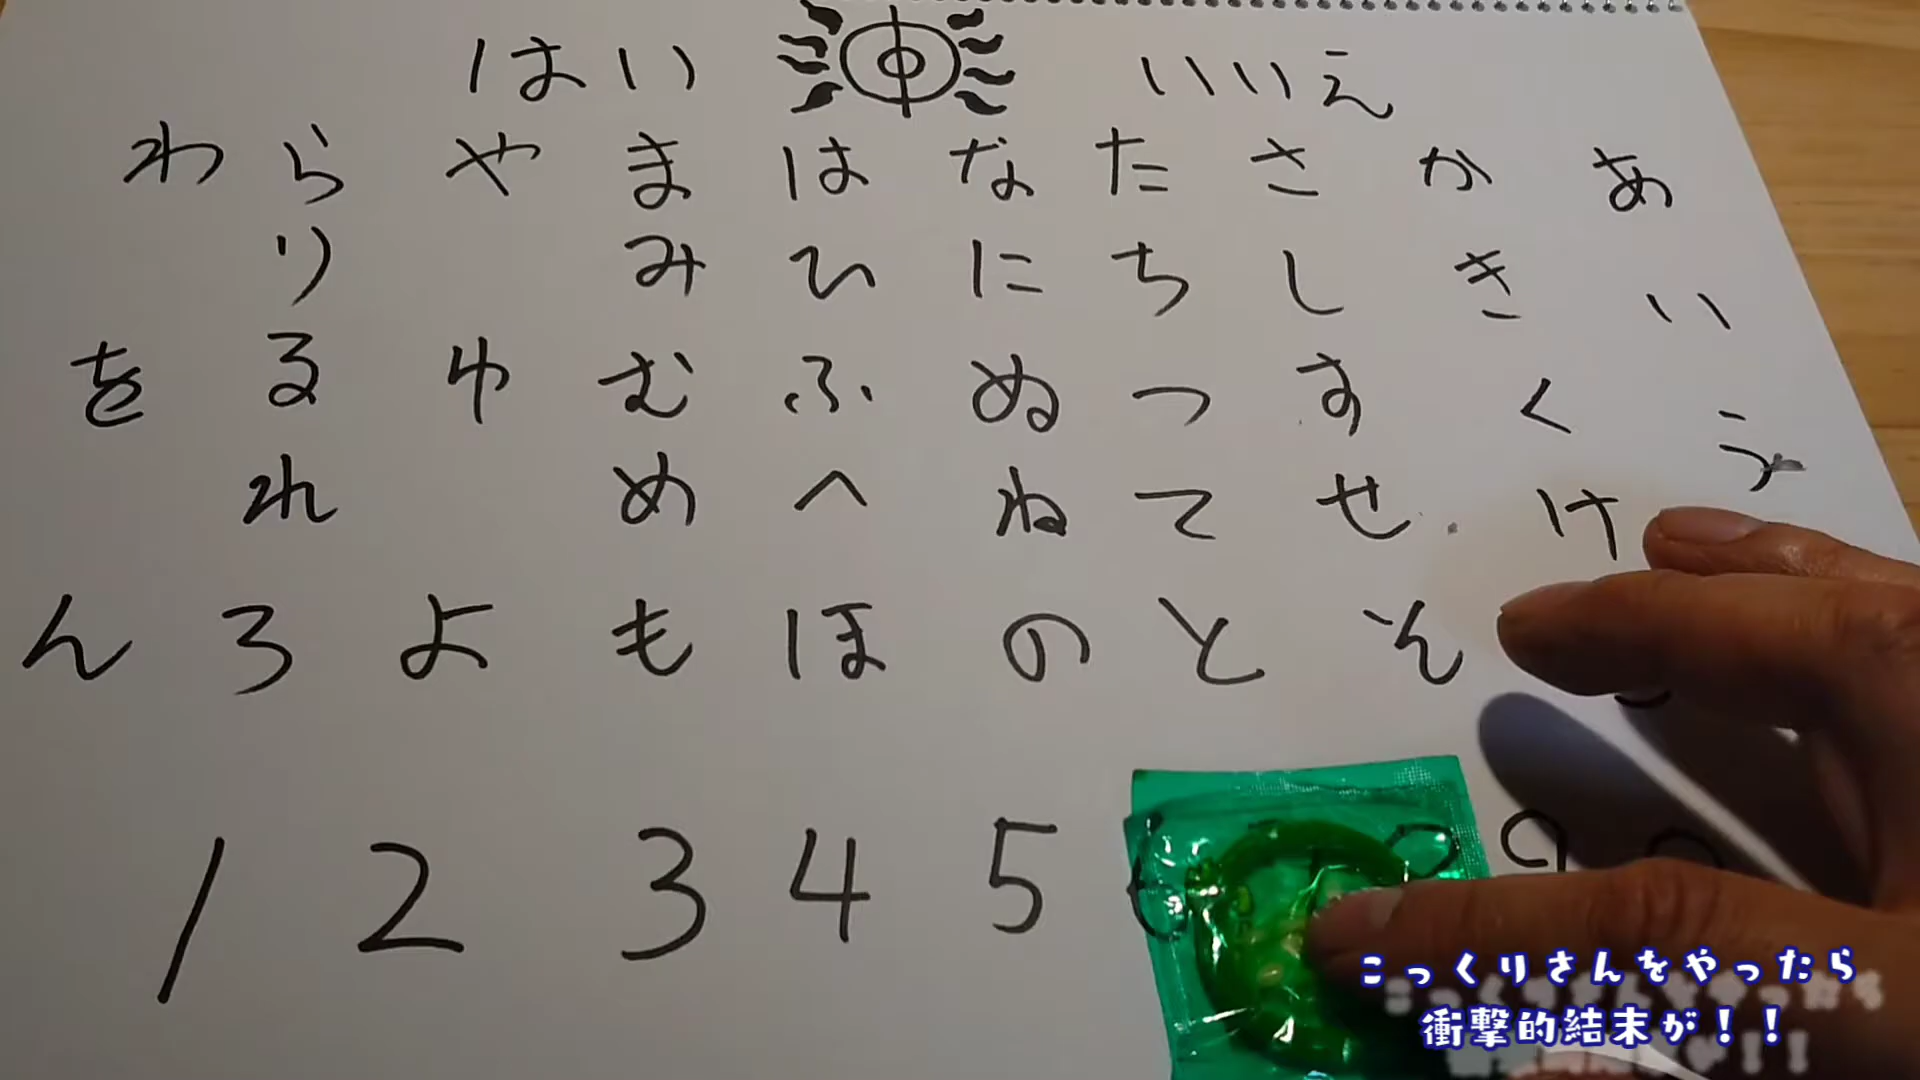 はい いいえ
わ ら や ま は な た さ か あ
り み ひ に ち し き い
を る ゆ む ふ ぬ つ す く う
れ め へ ね て せ け
ん ろ よ も ほ の と そ
1 2 3 4 5 6 9
こっくりさんをやったら
衝撃的結末が！！